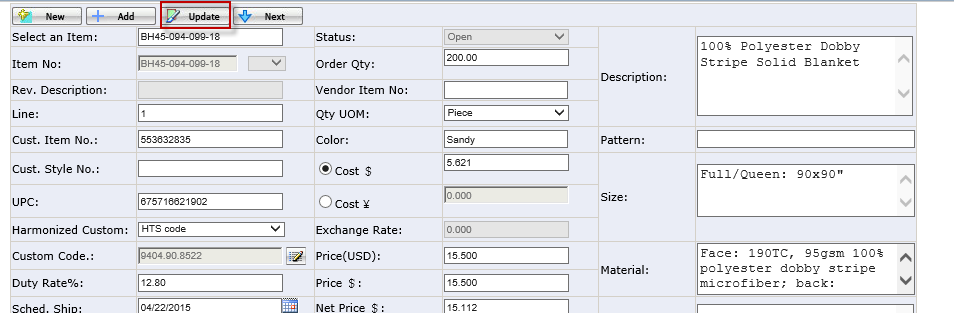 New Add Update Next
Select an Item: BH45-094-099-18 Status: Open
Description: 100% Polyester Dobby
Stripe Solid Blanket
Item No: BH45-094-099-18 Order Qty: 200.00
Rev. Description: Vendor Item No:
Line: 1 Qty UOM: Piece
Cust. Item No.: 553632835 Color: Sandy Pattern:
Cust. Style No.: Cost $ 5.621
Size: Full/Queen: 90x90"
UPC: 675716621902 Cost ¥ 0.000
Harmonized Custom: HTS code Exchange Rate: 0.000
Custom Code.: 9404.90.8522 Price(USD): 15.500
Material: Face: 190TC, 95gsm 100%
polyester dobby stripe
microfiber; back:
Duty Rate%: 12.80 Price $: 15.500
Sched. Ship: 04/22/2015 Net Price $: 15.112